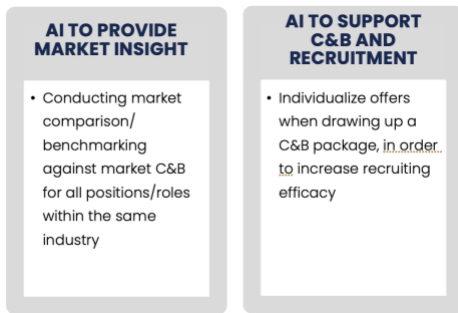 AI TO PROVIDE
MARKET INSIGHT
• Conducting market
comparison/
benchmarking
against market C&B
for all positions/roles
within the same
industry
AI TO SUPPORT
C&B AND
RECRUITMENT
• Individualize offers
when drawing up a
C&B package, in order
to increase recruiting
efficacy